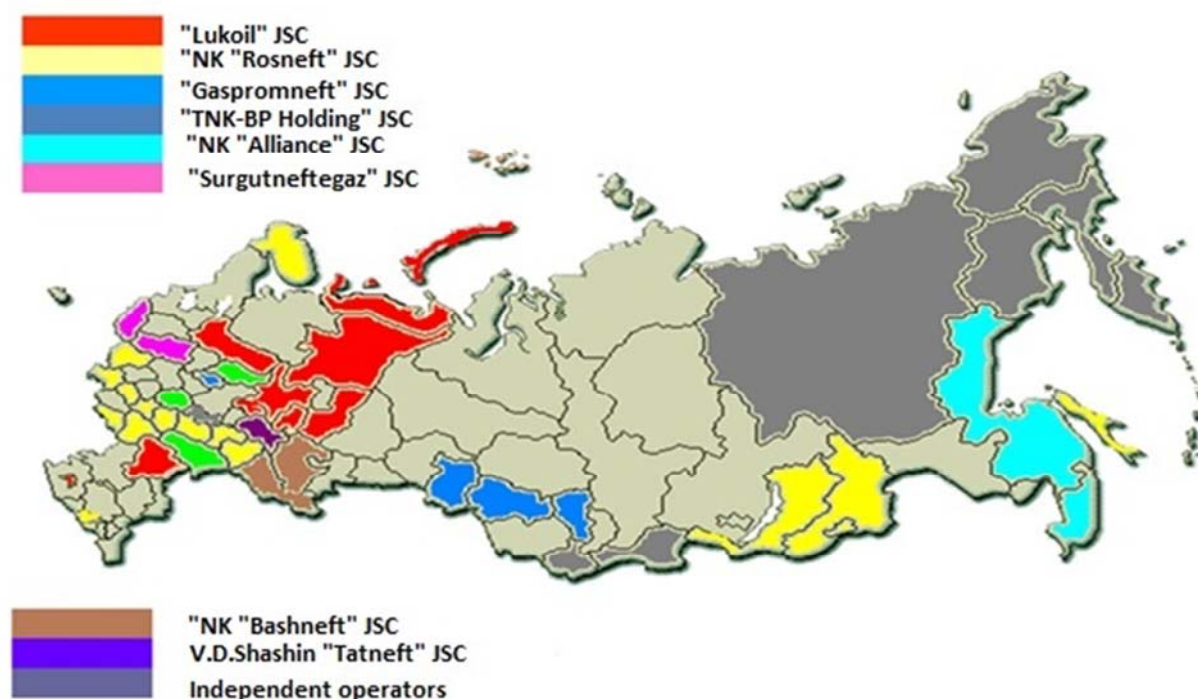 "Lukoil" JSC
"NK "Rosneft" JSC
"Gaspromneft" JSC
"TNK-BP Holding" JSC
"NK "Alliance" JSC
"Surgutneftegaz" JSC
"NK "Bashneft" JSC
V.D.Shashin "Tatneft" JSC
Independent operators